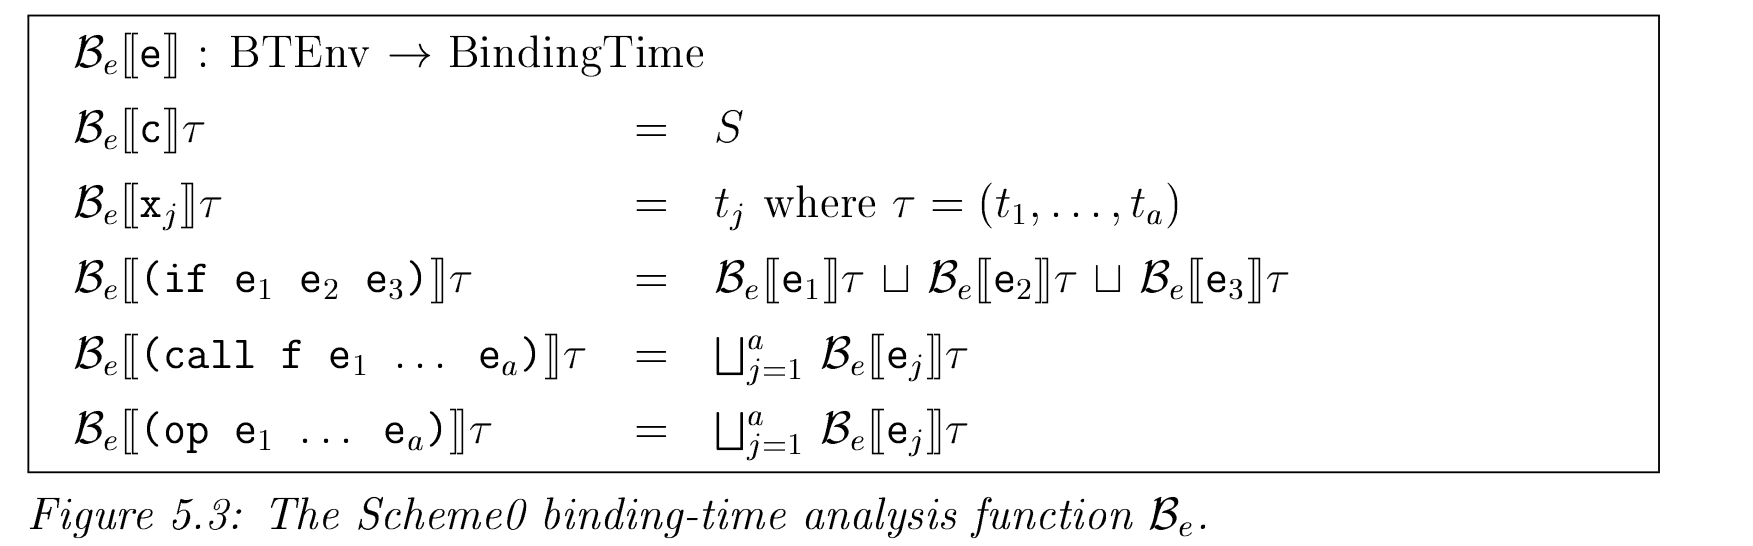 𝓑ₑ⟦e⟧ : BTEnv → BindingTime
𝓑ₑ⟦c⟧τ = S
𝓑ₑ⟦xⱼ⟧τ = tⱼ where τ = (t₁, . . . , tₐ)
𝓑ₑ⟦(if e₁ e₂ e₃)⟧τ = 𝓑ₑ⟦e₁⟧τ ⊔ 𝓑ₑ⟦e₂⟧τ ⊔ 𝓑ₑ⟦e₃⟧τ
𝓑ₑ⟦(call f e₁ ... eₐ)⟧τ = ⨆ᵃⱼ₌₁ 𝓑ₑ⟦eⱼ⟧τ
𝓑ₑ⟦(op e₁ ... eₐ)⟧τ = ⨆ᵃⱼ₌₁ 𝓑ₑ⟦eⱼ⟧τ
Figure 5.3: The Scheme0 binding-time analysis function 𝓑ₑ.